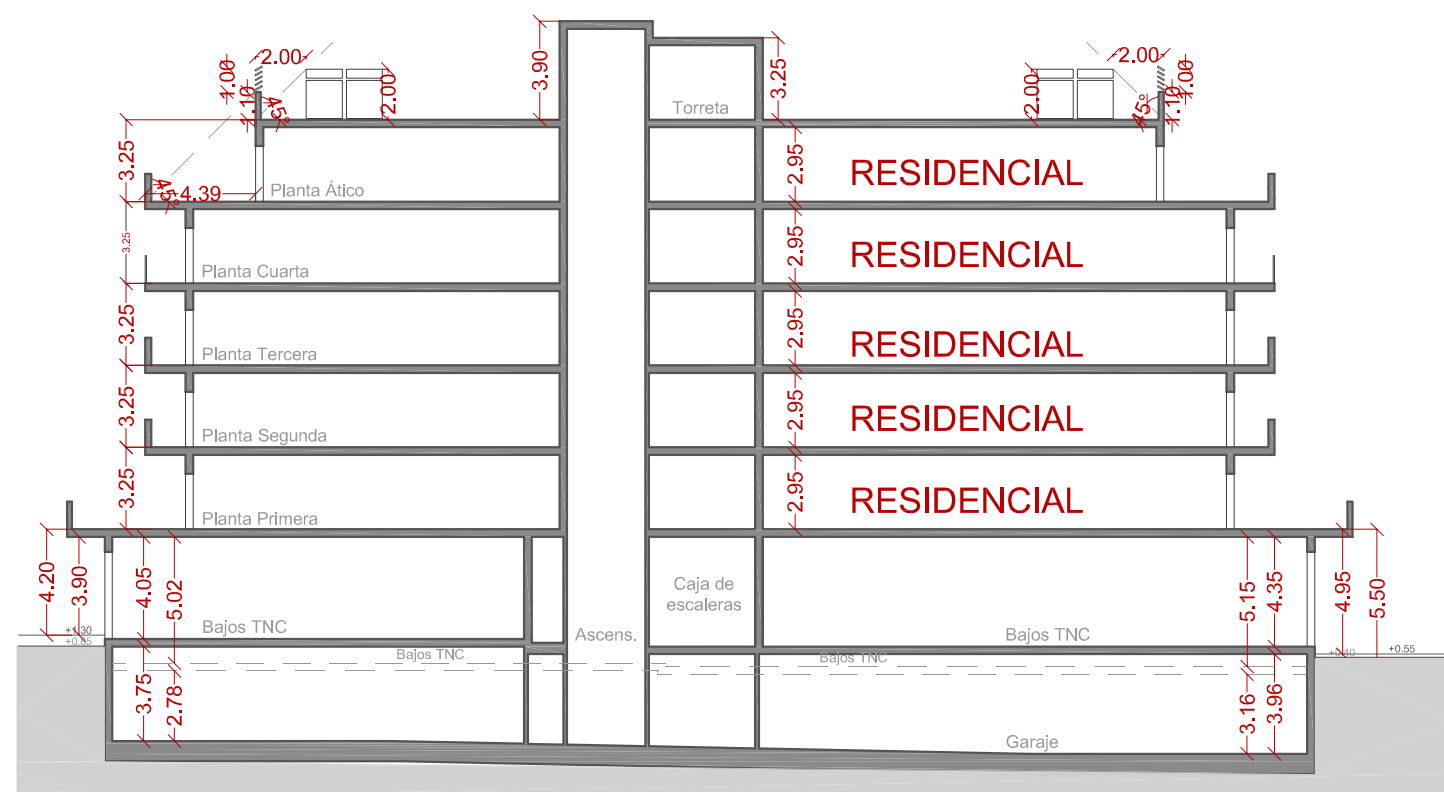 2.00
1.00
1.10
45°
2.00
3.90
3.25
Torreta
2.00
2.00
1.00
1.10
45°
3.25
45°
4.39
Planta Ático
2.95
RESIDENCIAL
3.25
Planta Cuarta
2.95
RESIDENCIAL
3.25
Planta Tercera
2.95
RESIDENCIAL
3.25
Planta Segunda
2.95
RESIDENCIAL
3.25
Planta Primera
2.95
RESIDENCIAL
4.20
3.90
4.05
5.02
Caja de
escaleras
5.15
4.35
4.95
5.50
Bajos TNC
Ascens.
Bajos TNC
Bajos TNC
Bajos TNC
+0.55
3.75
2.78
3.16
3.96
Garaje